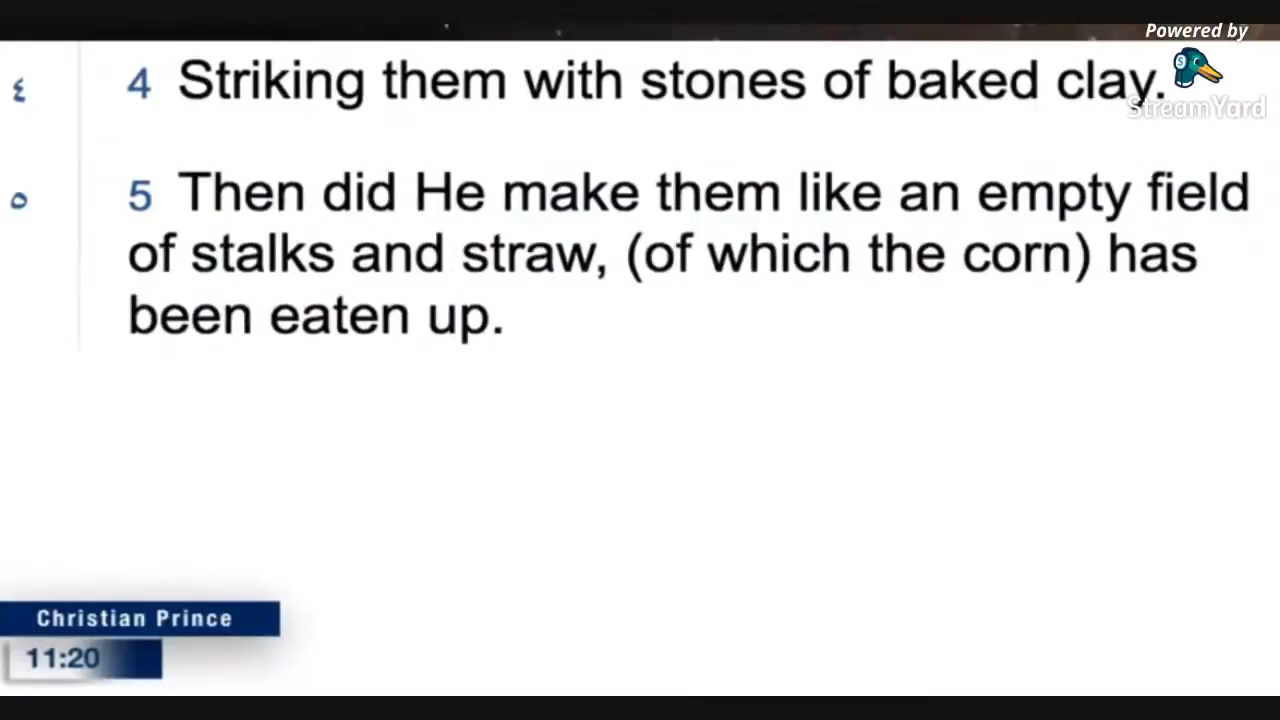 Powered by
StreamYard
٤
4 Striking them with stones of baked clay.
٥
5 Then did He make them like an empty field
of stalks and straw, (of which the corn) has
been eaten up.
Christian Prince
11:20